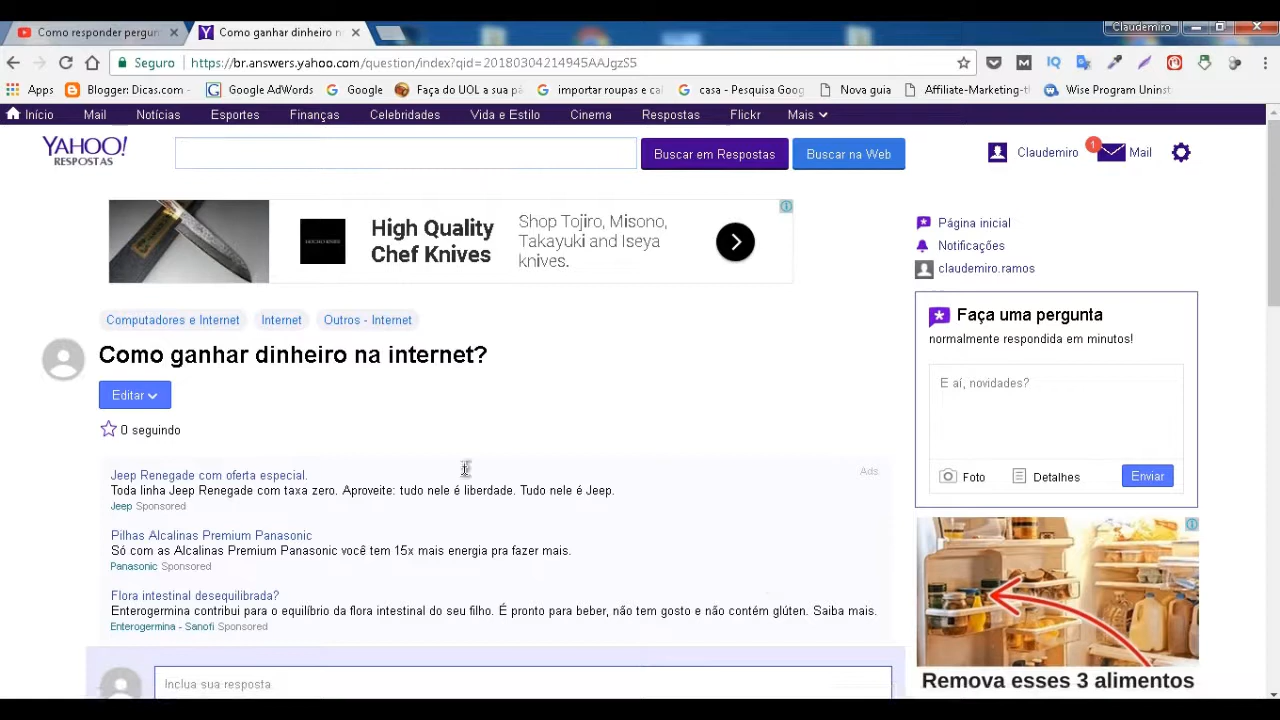 Como responder pergun
Como ganhar dinheiro n
Claudemiro
Seguro
https://br.answers.yahoo.com/question/index?qid=20180304214945AAJgzS5
Apps
Blogger: Dicas.com -
Google AdWords
Google
Faça do UOL a sua pá
importar roupas e cal
casa - Pesquisa Goog
Nova guia
Affiliate-Marketing-t
Wise Program Uninst
Início
Mail
Notícias
Esportes
Finanças
Celebridades
Vida e Estilo
Cinema
Respostas
Flickr
Mais
YAHOO!
RESPOSTAS
Buscar em Respostas
Buscar na Web
Claudemiro
1
Mail
High Quality
Chef Knives
Shop Tojiro, Misono,
Takayuki and Iseya
knives.
Página inicial
Notificações
claudemiro.ramos
Computadores e Internet
Internet
Outros - Internet
Como ganhar dinheiro na internet?
Editar
0 seguindo
Faça uma pergunta
normalmente respondida em minutos!
E aí, novidades?
Foto
Detalhes
Enviar
Ads
Jeep Renegade com oferta especial.
Toda linha Jeep Renegade com taxa zero. Aproveite: tudo nele é liberdade. Tudo nele é Jeep.
Jeep Sponsored
Pilhas Alcalinas Premium Panasonic
Só com as Alcalinas Premium Panasonic você tem 15x mais energia pra fazer mais.
Panasonic Sponsored
Flora intestinal desequilibrada?
Enterogermina contribui para o equilíbrio da flora intestinal do seu filho. É pronto para beber, não tem gosto e não contém glúten. Saiba mais.
Enterogermina - Sanofi Sponsored
Inclua sua resposta
Remova esses 3 alimentos